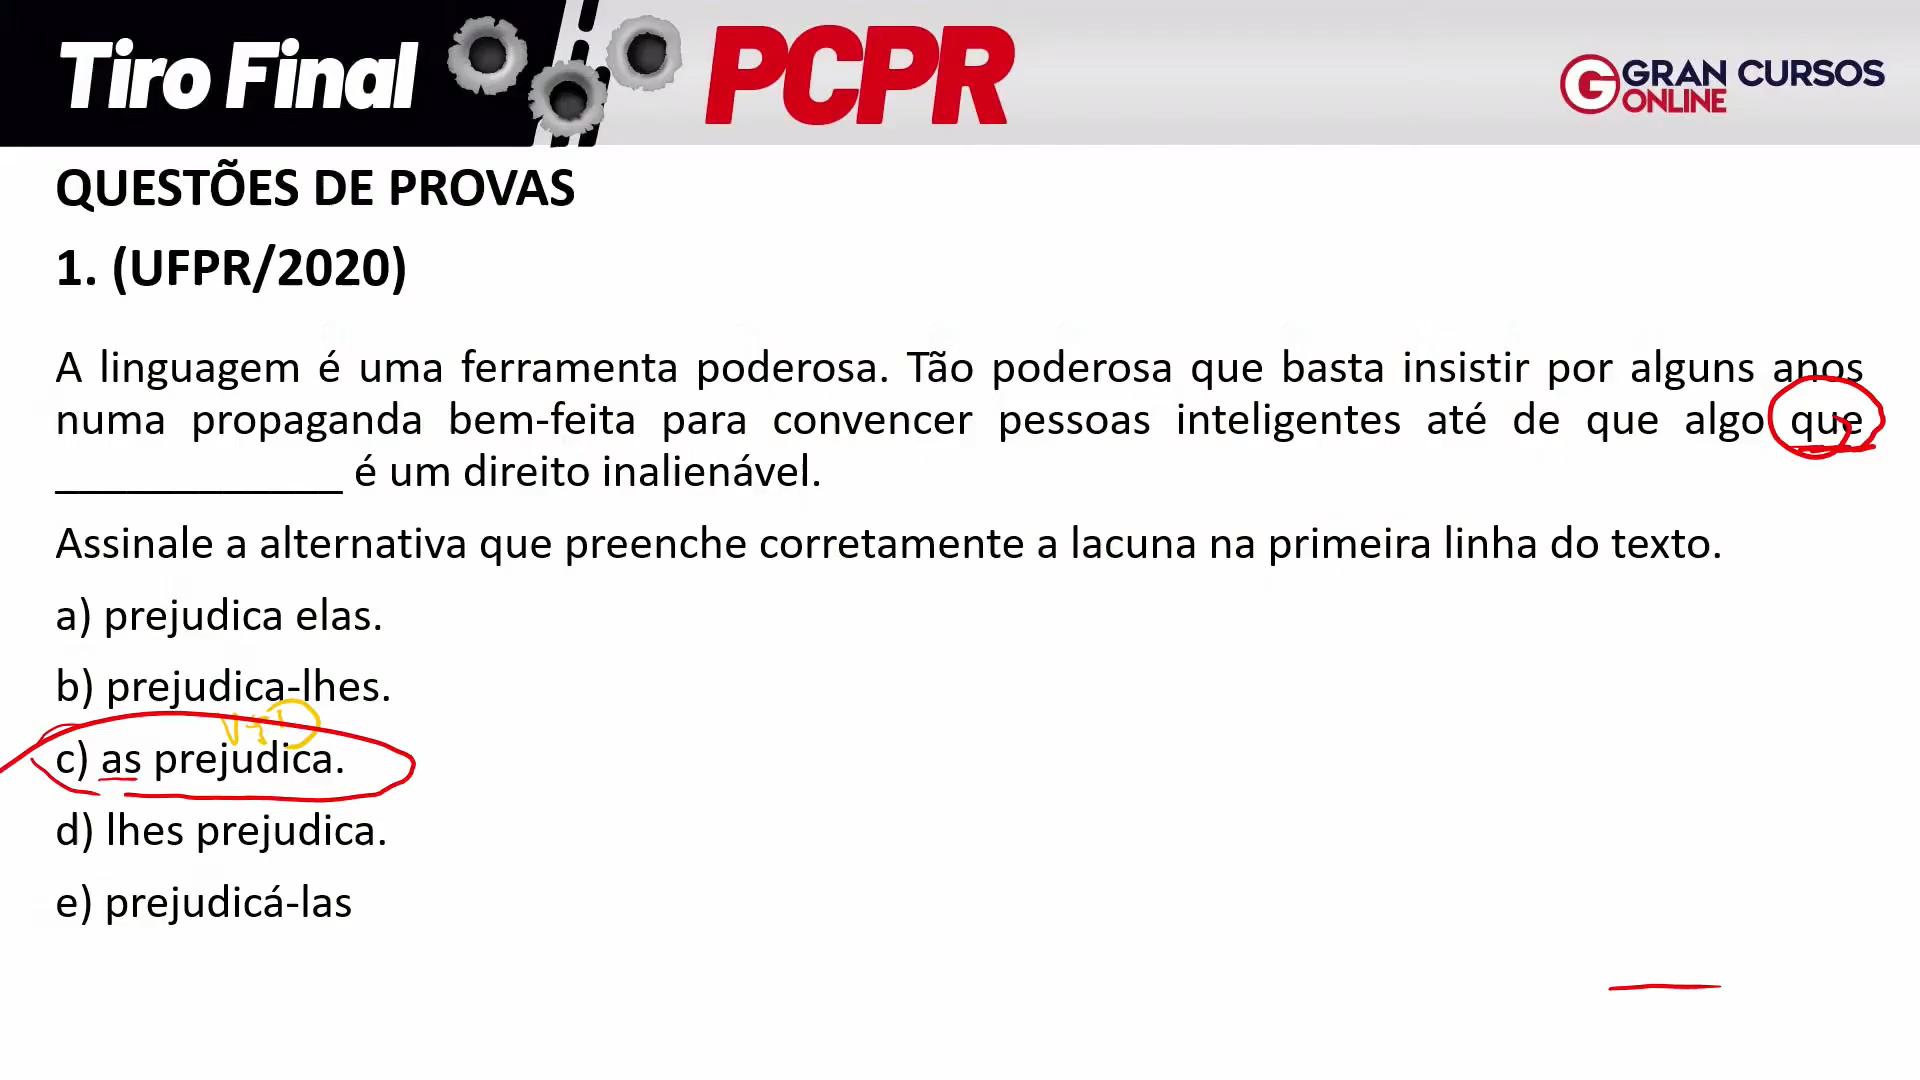 Tiro Final
PCPR
GRAN CURSOS
ONLINE
QUESTÕES DE PROVAS
1. (UFPR/2020)
A linguagem é uma ferramenta poderosa. Tão poderosa que basta insistir por alguns anos
numa propaganda bem-feita para convencer pessoas inteligentes até de que algo que
_____________ é um direito inalienável.
Assinale a alternativa que preenche corretamente a lacuna na primeira linha do texto.
a) prejudica elas.
b) prejudica-lhes.
VTD
c) as prejudica.
d) lhes prejudica.
e) prejudicá-las